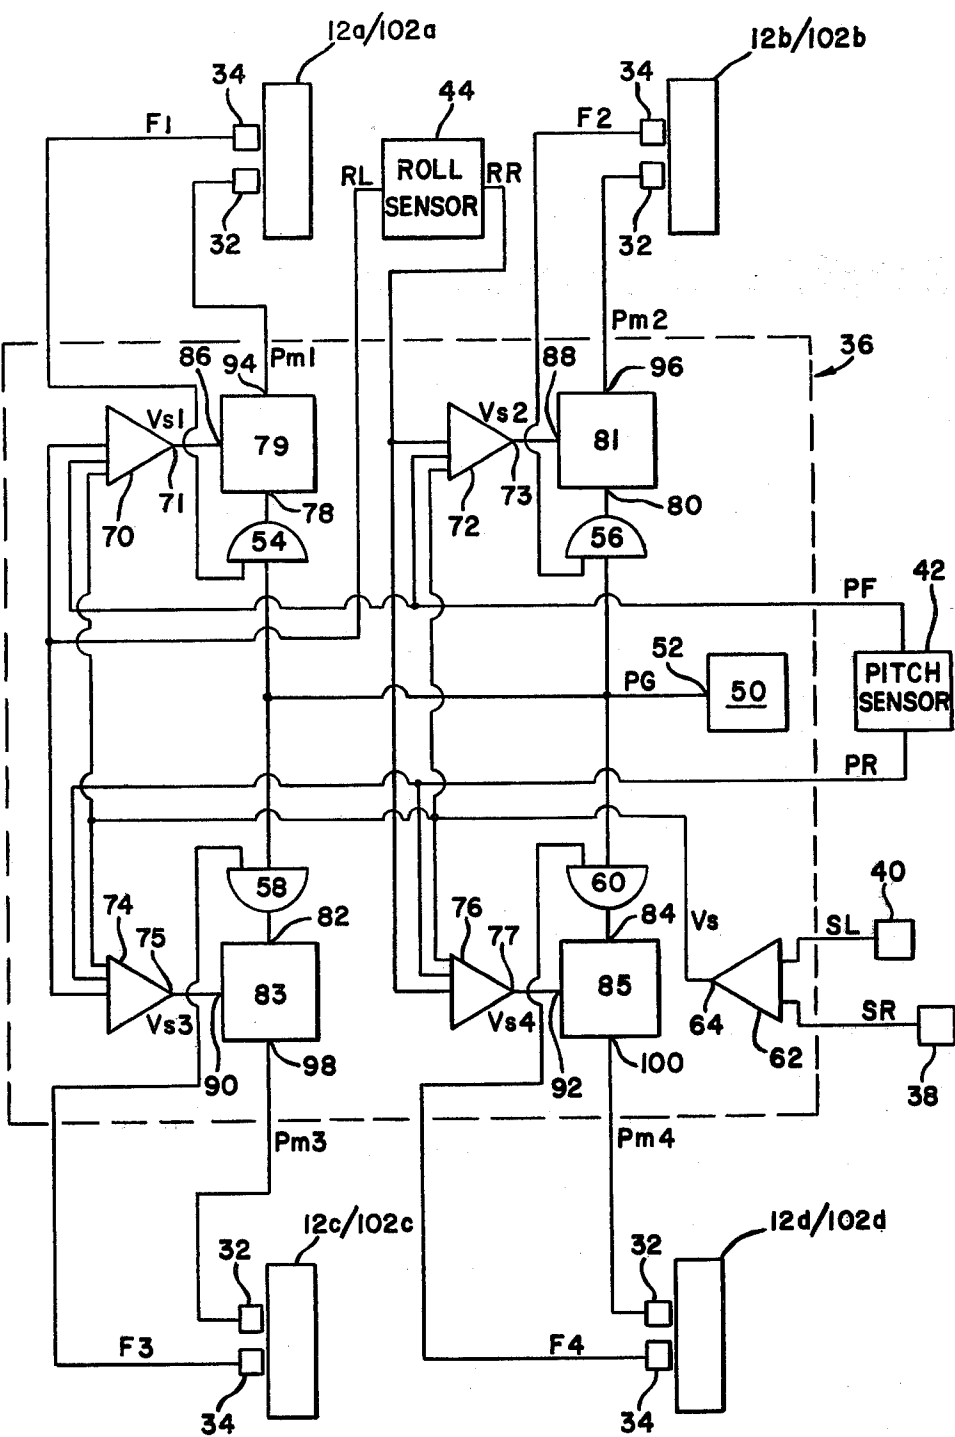 12a/102a
12b/102b
34
34
44
F1
F2
RL
ROLL
SENSOR
RR
32
32
Pm1
Pm2
36
86
94
88
96
Vs1
79
Vs2
81
70
71
78
72
73
80
54
56
PF
42
52
PG
50
PITCH
SENSOR
PR
58
60
74
75
82
76
77
84
Vs
SL
40
83
85
64
62
SR
38
Vs3
90
98
Vs4
92
100
Pm3
Pm4
12c/102c
12d/102d
32
32
F3
F4
34
34